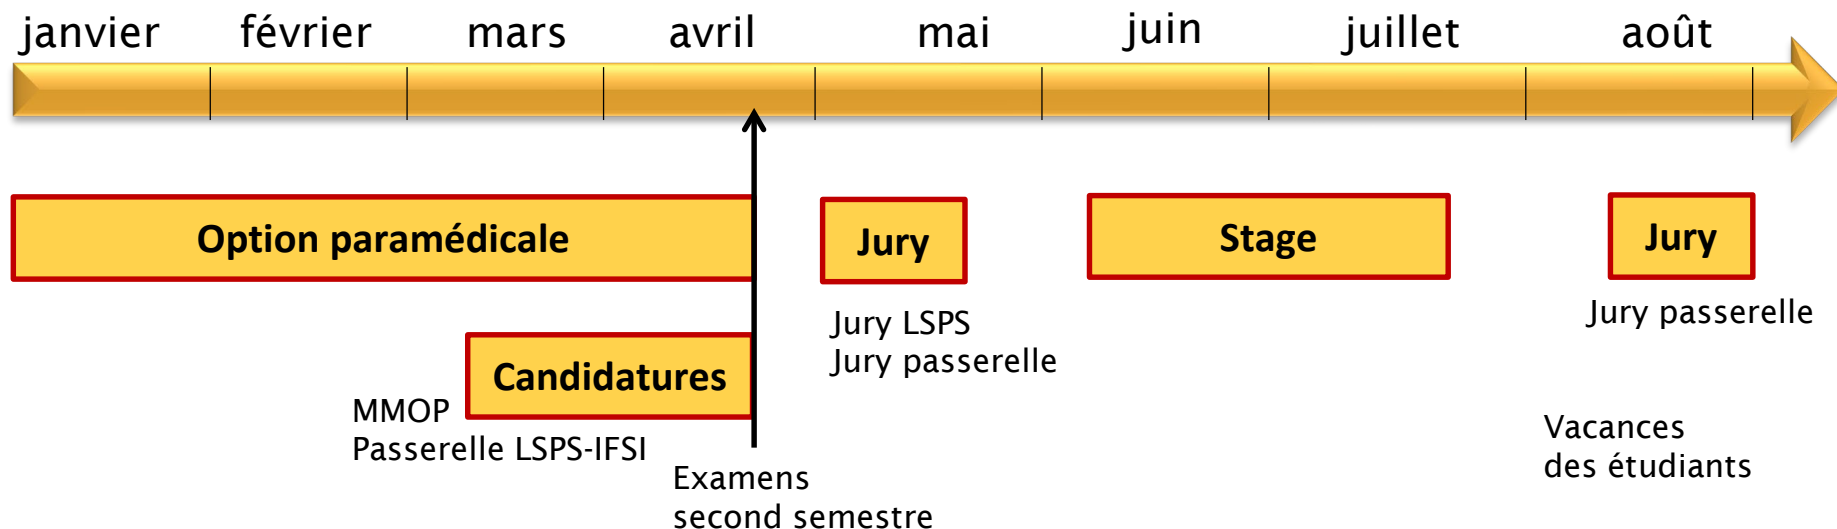 janvier février mars avril mai juin juillet août
Option paramédicale
Jury
Stage
Jury
Jury LSPS
Jury passerelle
Jury passerelle
Candidatures
MMOP
Passerelle LSPS-IFSI
Examens
second semestre
Vacances
des étudiants